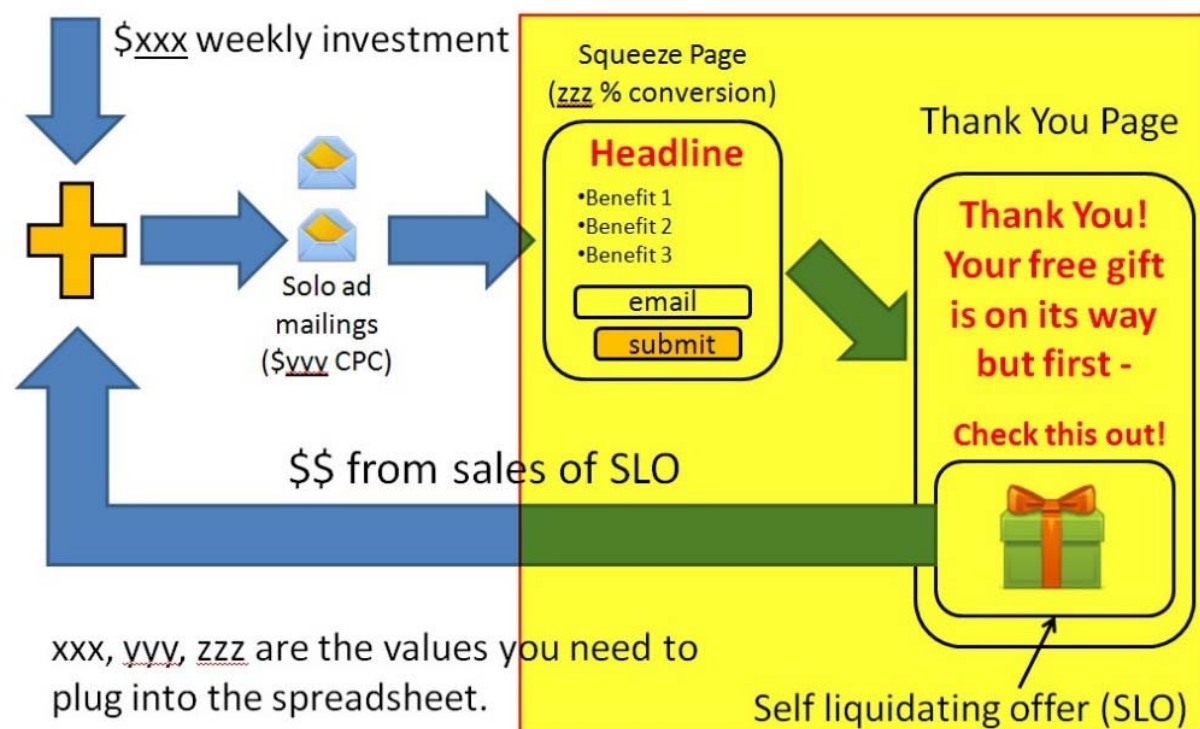 $xxx weekly investment
Squeeze Page
(zzz % conversion)
Headline
•Benefit 1
•Benefit 2
•Benefit 3
email
submit
Thank You Page
Thank You!
Your free gift
is on its way
but first -
Check this out!
Solo ad
mailings
($yyy CPC)
$$ from sales of SLO
xxx, yyy, zzz are the values you need to
plug into the spreadsheet.
Self liquidating offer (SLO)